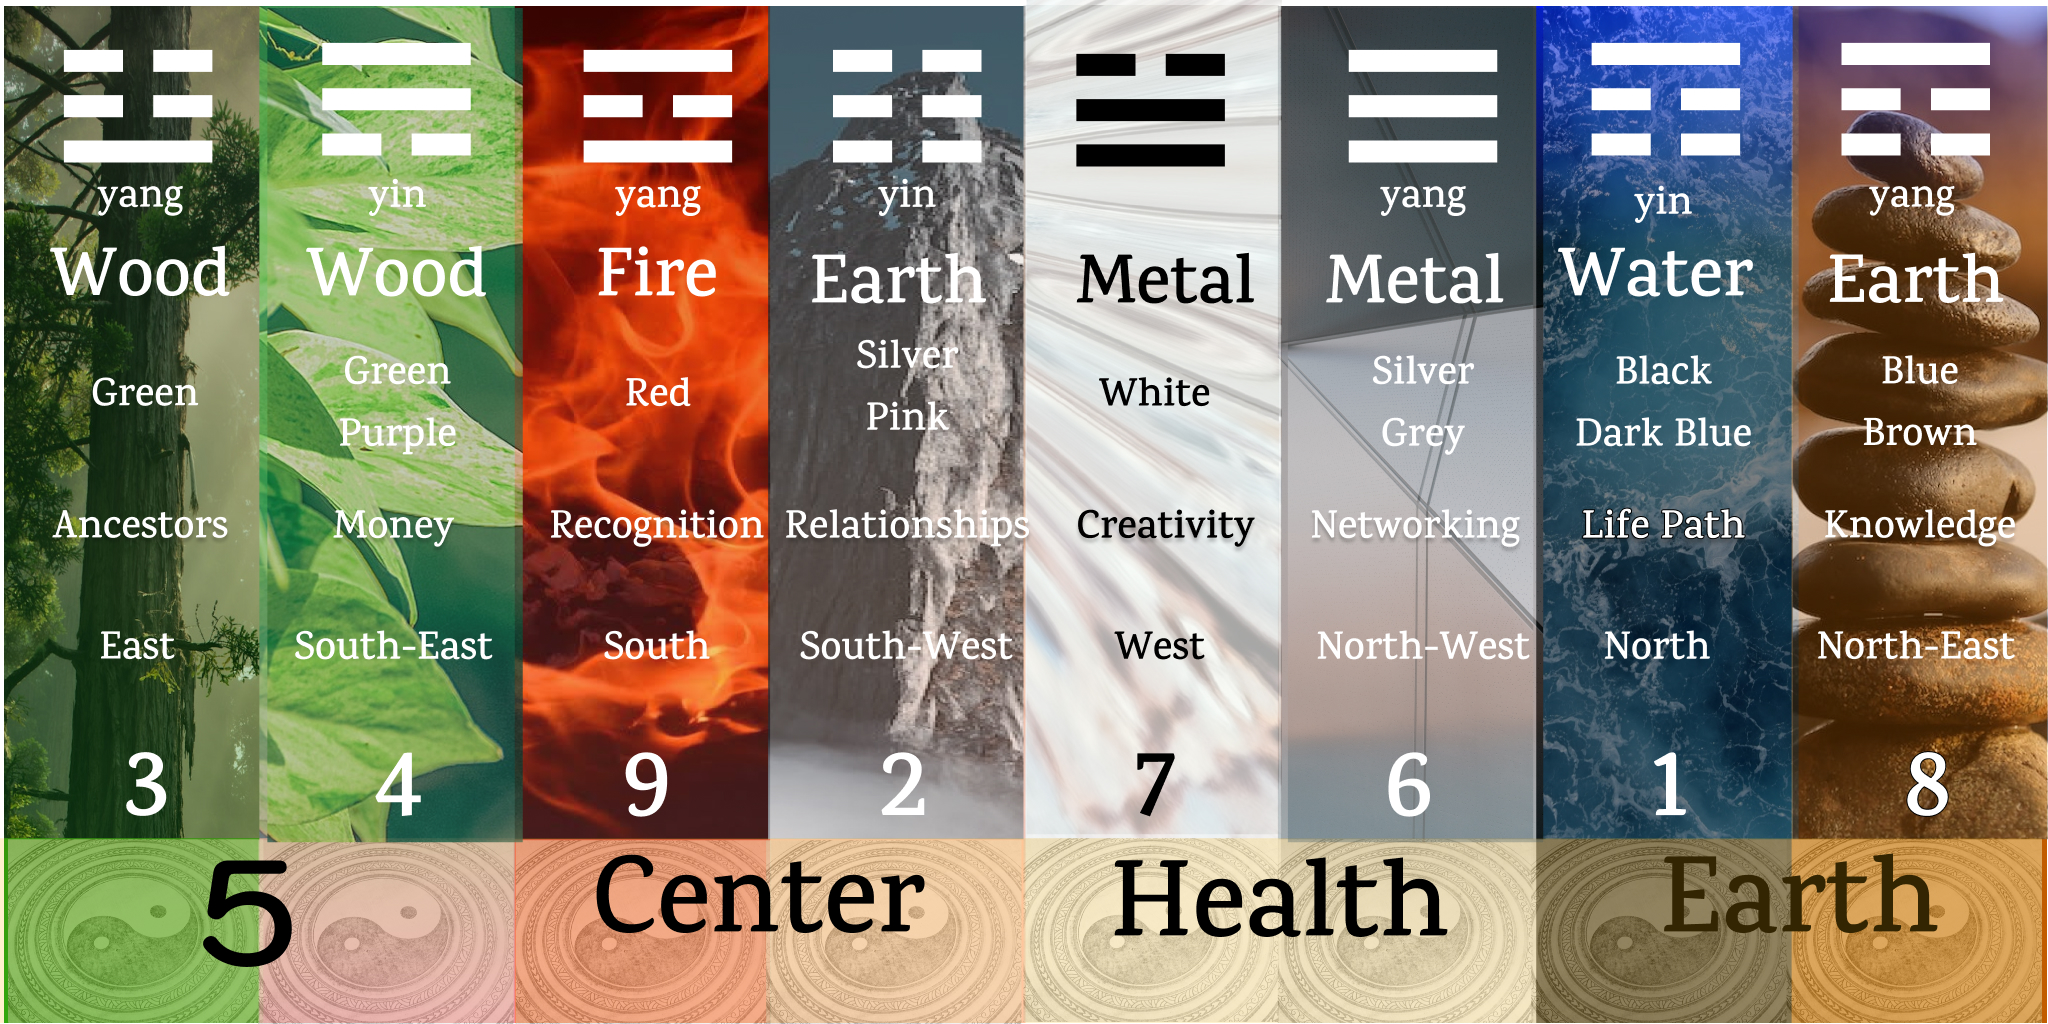 yang
Wood
Green
Ancestors
East
3
yin
Wood
Green
Purple
Money
South-East
4
yang
Fire
Red
Recognition
South
9
yin
Earth
Silver
Pink
Relationships
South-West
2
Metal
White
Creativity
West
7
yang
Metal
Silver
Grey
Networking
North-West
6
yin
Water
Black
Dark Blue
Life Path
North
1
yang
Earth
Blue
Brown
Knowledge
North-East
8
5 Center Health Earth